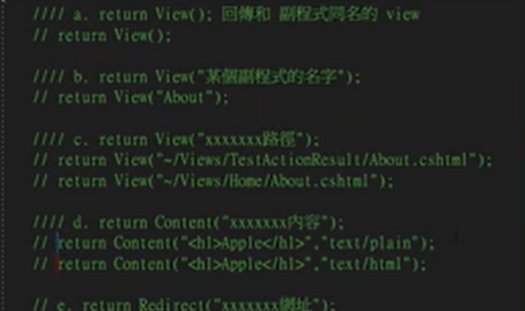 //// a. return View(); 回傳和 副程式同名的 view
// return View();
//// b. return View("某個副程式的名字");
// return View("About");
//// c. return View("xxxxxxx路徑");
// return View("~/Views/TestActionResult/About.cshtml");
// return View("~/Views/Home/About.cshtml");
//// d. return Content("xxxxxxx內容");
// return Content("<h1>Apple</h1>","text/plain");
// return Content("<h1>Apple</h1>","text/html");
// e. return Redirect("xxxxxxx網址");